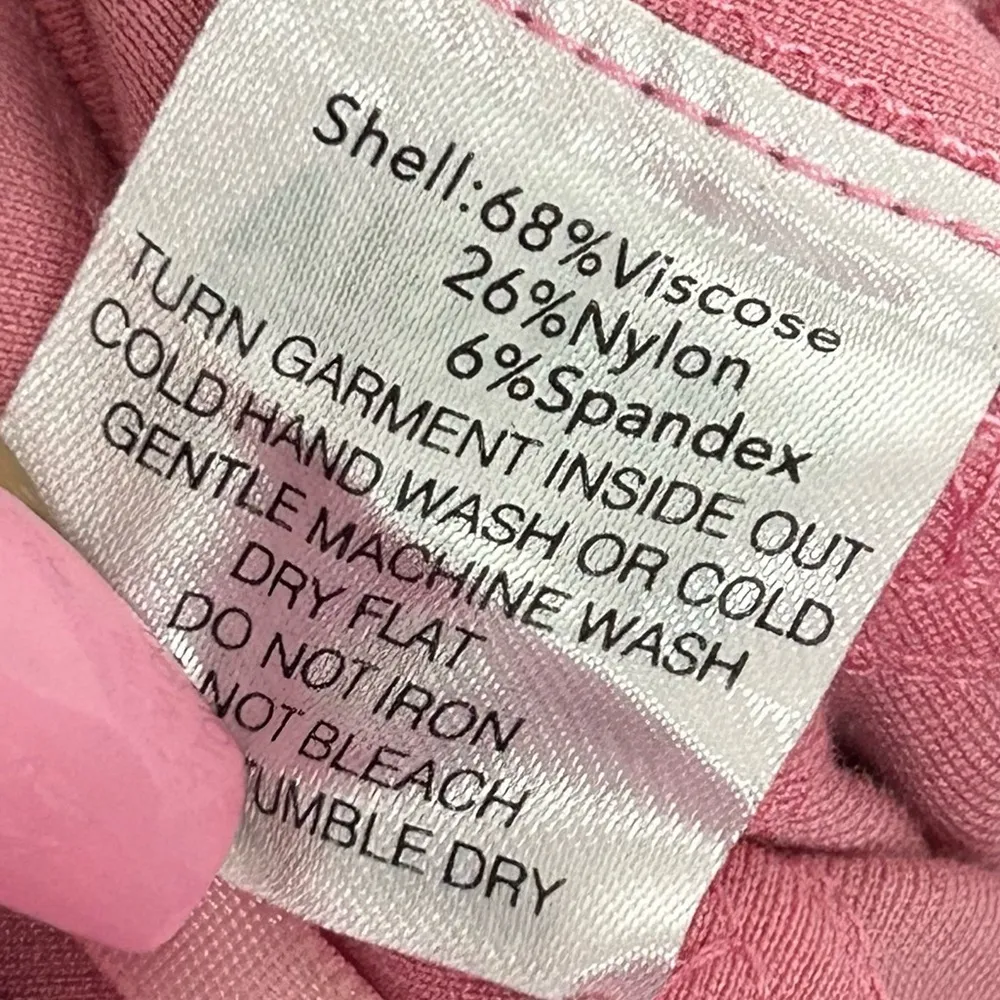 Shell:68%Viscose
26%Nylon
6%Spandex
TURN GARMENT INSIDE OUT
COLD HAND WASH OR COLD
GENTLE MACHINE WASH
DRY FLAT
DO NOT IRON
NOT BLEACH
TUMBLE DRY